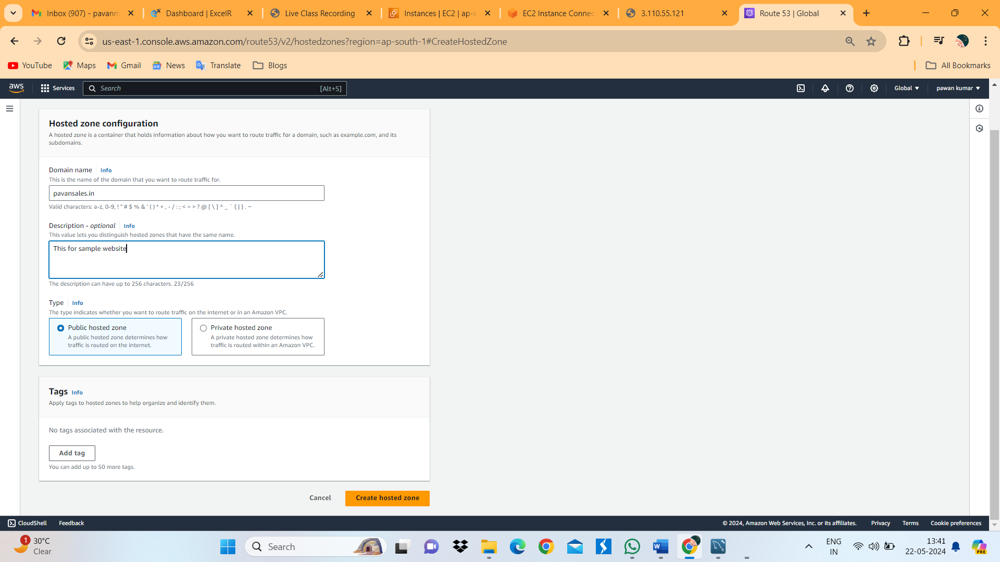 Inbox (907) - pavanm
Dashboard | ExcelR
Live Class Recording
Instances | EC2 | ap-s
EC2 Instance Connec
3.110.55.121
Route 53 | Global
us-east-1.console.aws.amazon.com/route53/v2/hostedzones?region=ap-south-1#CreateHostedZone
YouTube
Maps
Gmail
News
Translate
Blogs
All Bookmarks
aws
Services
Search
[Alt+S]
Global
pawan kumar
Hosted zone configuration
A hosted zone is a container that holds information about how you want to route traffic for a domain, such as example.com, and its
subdomains.
Domain name Info
This is the name of the domain that you want to route traffic for.
pavansales.in
Valid characters: a-z, 0-9, ! " # $ % & ' ( ) * + , - / : ; < = > ? @ [ \ ] ^ _ ` { | } . ~
Description - optional Info
This value lets you distinguish hosted zones that have the same name.
This for sample website
The description can have up to 256 characters. 23/256
Type Info
The type indicates whether you want to route traffic on the internet or in an Amazon VPC.
Public hosted zone
A public hosted zone determines how
traffic is routed on the internet.
Private hosted zone
A private hosted zone determines how
traffic is routed within an Amazon VPC.
Tags Info
Apply tags to hosted zones to help organize and identify them.
No tags associated with the resource.
Add tag
You can add up to 50 more tags.
Cancel
Create hosted zone
CloudShell
Feedback
© 2024, Amazon Web Services, Inc. or its affiliates.
Privacy
Terms
Cookie preferences
1
30°C
Clear
Search
W
PRE
ENG
IN
13:41
22-05-2024